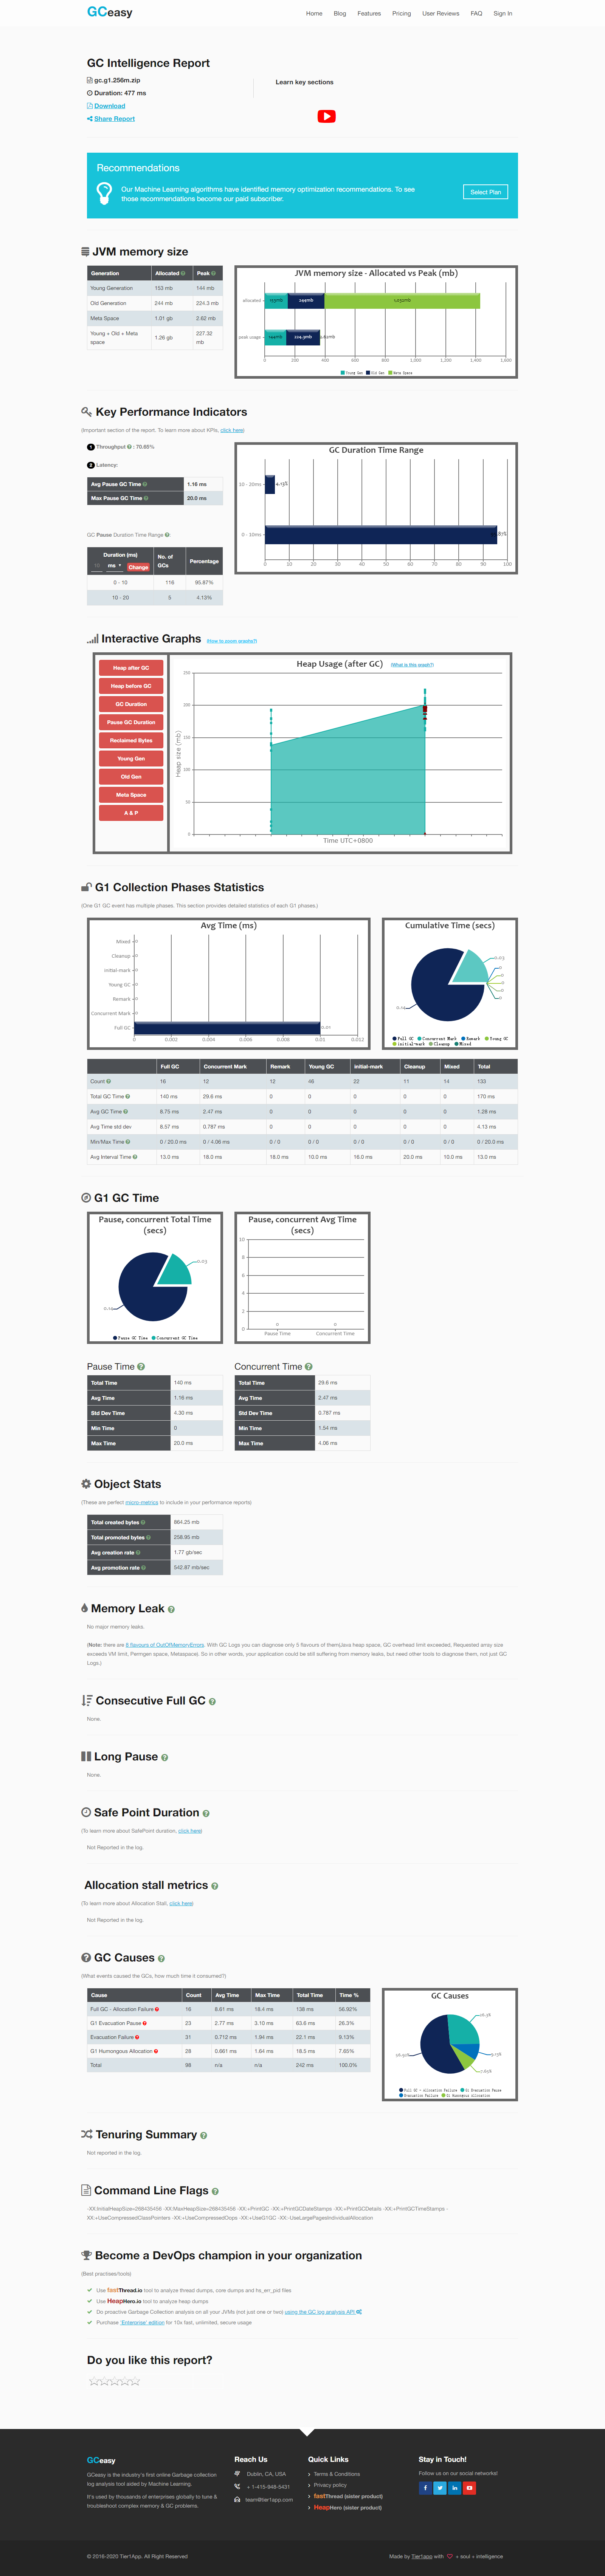 GCeasy
Home Blog Features Pricing User Reviews FAQ Sign In
GC Intelligence Report
gc.g1.256m.zip
Duration: 477 ms
Download
Share Report
Learn key sections
Recommendations
Our Machine Learning algorithms have identified memory optimization recommendations. To see
those recommendations become our paid subscriber.
Select Plan
JVM memory size
Generation Allocated Peak
Young Generation 153 mb 144 mb
Old Generation 244 mb 224.3 mb
Meta Space 1.01 gb 2.62 mb
Young + Old + Meta space 1.26 gb 227.32 mb
JVM memory size - Allocated vs Peak (mb)
allocated 153mb 244mb 1,032mb
peak usage 144mb 224.30mb
0 200 400 600 800 1,000 1,200 1,400 1,600
Young Gen Old Gen Meta Space
Key Performance Indicators
(Important section of the report. To learn more about KPIs, click here)
1 Throughput : 70.65%
2 Latency:
Avg Pause GC Time 1.16 ms
Max Pause GC Time 20.0 ms
GC Pause Duration Time Range :
Duration (ms) No. of GCs Percentage
10 ms Change
0 - 10 116 95.87%
10 - 20 5 4.13%
GC Duration Time Range
10 - 20ms 4.13%
0 - 10ms
0 10 20 30 40 50 60 70 80 90 100
Interactive Graphs (How to zoom graphs?)
Heap after GC
Heap before GC
GC Duration
Pause GC Duration
Reclaimed Bytes
Young Gen
Old Gen
Meta Space
A & P
Heap Usage (after GC) (What is this graph?)
Heap size (mb)
250
200
150
100
50
0
Time UTC+0800
G1 Collection Phases Statistics
(One G1 GC event has multiple phases. This section provides detailed statistics of each G1 phases.)
Avg Time (ms)
Mixed 0
Cleanup 0
initial-mark 0
Young GC 0
Remark 0
Concurrent Mark 0
Full GC 0.01
0 0.002 0.004 0.006 0.008 0.01 0.012
Cumulative Time (secs)
0.03
0
0
0
0
0
0.14
Full GC Concurrent Mark Remark Young GC
initial-mark Cleanup Mixed
Full GC Concurrent Mark Remark Young GC initial-mark Cleanup Mixed Total
Count 16 12 12 46 22 11 14 133
Total GC Time 140 ms 29.6 ms 0 0 0 0 0 170 ms
Avg GC Time 8.75 ms 2.47 ms 0 0 0 0 0 1.28 ms
Avg Time std dev 8.57 ms 0.787 ms 0 0 0 0 0 4.13 ms
Min/Max Time 0 / 20.0 ms 0 / 4.06 ms 0 / 0 0 / 0 0 / 0 0 / 0 0 / 0 0 / 20.0 ms
Avg Interval Time 13.0 ms 18.0 ms 18.0 ms 10.0 ms 16.0 ms 20.0 ms 10.0 ms 13.0 ms
G1 GC Time
Pause, concurrent Total Time
(secs)
0.03
0.14
Pause GC Time Concurrent GC Time
Pause, concurrent Avg Time
(secs)
10
8
6
4
2
0
0 0
Pause Time Concurrent Time
Pause Time
Total Time 140 ms
Avg Time 1.16 ms
Std Dev Time 4.30 ms
Min Time 0
Max Time 20.0 ms
Concurrent Time
Total Time 29.6 ms
Avg Time 2.47 ms
Std Dev Time 0.787 ms
Min Time 1.54 ms
Max Time 4.06 ms
Object Stats
(These are perfect micro-metrics to include in your performance reports)
Total created bytes 864.25 mb
Total promoted bytes 258.95 mb
Avg creation rate 1.77 gb/sec
Avg promotion rate 542.87 mb/sec
Memory Leak
No major memory leaks.
(Note: there are 8 flavours of OutOfMemoryErrors. With GC Logs you can diagnose only 5 flavours of them(Java heap space, GC overhead limit exceeded, Requested array size
exceeds VM limit, Permgen space, Metaspace). So in other words, your application could be still suffering from memory leaks, but need other tools to diagnose them, not just GC
Logs.)
Consecutive Full GC
None.
Long Pause
None.
Safe Point Duration
(To learn more about SafePoint duration, click here)
Not Reported in the log.
Allocation stall metrics
(To learn more about Allocation Stall, click here)
Not Reported in the log.
GC Causes
(What events caused the GCs, how much time it consumed?)
Cause Count Avg Time Max Time Total Time Time %
Full GC - Allocation Failure 16 8.61 ms 18.4 ms 138 ms 56.92%
G1 Evacuation Pause 23 2.77 ms 3.10 ms 63.6 ms 26.3%
Evacuation Failure 31 0.712 ms 1.94 ms 22.1 ms 9.13%
G1 Humongous Allocation 28 0.661 ms 1.64 ms 18.5 ms 7.65%
Total 98 n/a n/a 242 ms 100.0%
GC Causes
26.3%
9.13%
7.65%
56.92%
Full GC - Allocation Failure G1 Evacuation Pause
Evacuation Failure G1 Humongous Allocation
Tenuring Summary
Not reported in the log.
Command Line Flags
-XX:InitialHeapSize=268435456 -XX:MaxHeapSize=268435456 -XX:+PrintGC -XX:+PrintGCDateStamps -XX:+PrintGCDetails -XX:+PrintGCTimeStamps -
XX:+UseCompressedClassPointers -XX:+UseCompressedOops -XX:+UseG1GC -XX:-UseLargePagesIndividualAllocation
Become a DevOps champion in your organization
(Best practises/tools)
Use fastThread.io tool to analyze thread dumps, core dumps and hs_err_pid files
Use HeapHero.io tool to analyze heap dumps
Do proactive Garbage Collection analysis on all your JVMs (not just one or two) using the GC log analysis API
Purchase 'Enterprise' edition for 10x fast, unlimited, secure usage
Do you like this report?
GCeasy
GCeasy is the industry's first online Garbage collection
log analysis tool aided by Machine Learning.
It's used by thousands of enterprises globally to tune &
troubleshoot complex memory & GC problems.
Reach Us
Dublin, CA, USA
+ 1-415-948-5431
team@tier1app.com
Quick Links
Terms & Conditions
Privacy policy
fastThread (sister product)
HeapHero (sister product)
Stay in Touch!
Follow us on our social networks!
© 2016-2020 Tier1App. All Right Reserved
Made by Tier1app with + soul + intelligence